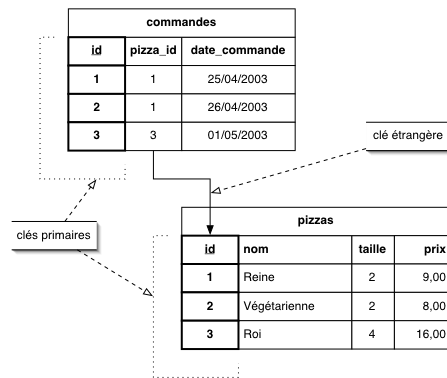 commandes
id pizza_id date_commande
1 1 25/04/2003
2 1 26/04/2003
3 3 01/05/2003
clé étrangère
clés primaires
pizzas
id nom taille prix
1 Reine 2 9,00
2 Végétarienne 2 8,00
3 Roi 4 16,00